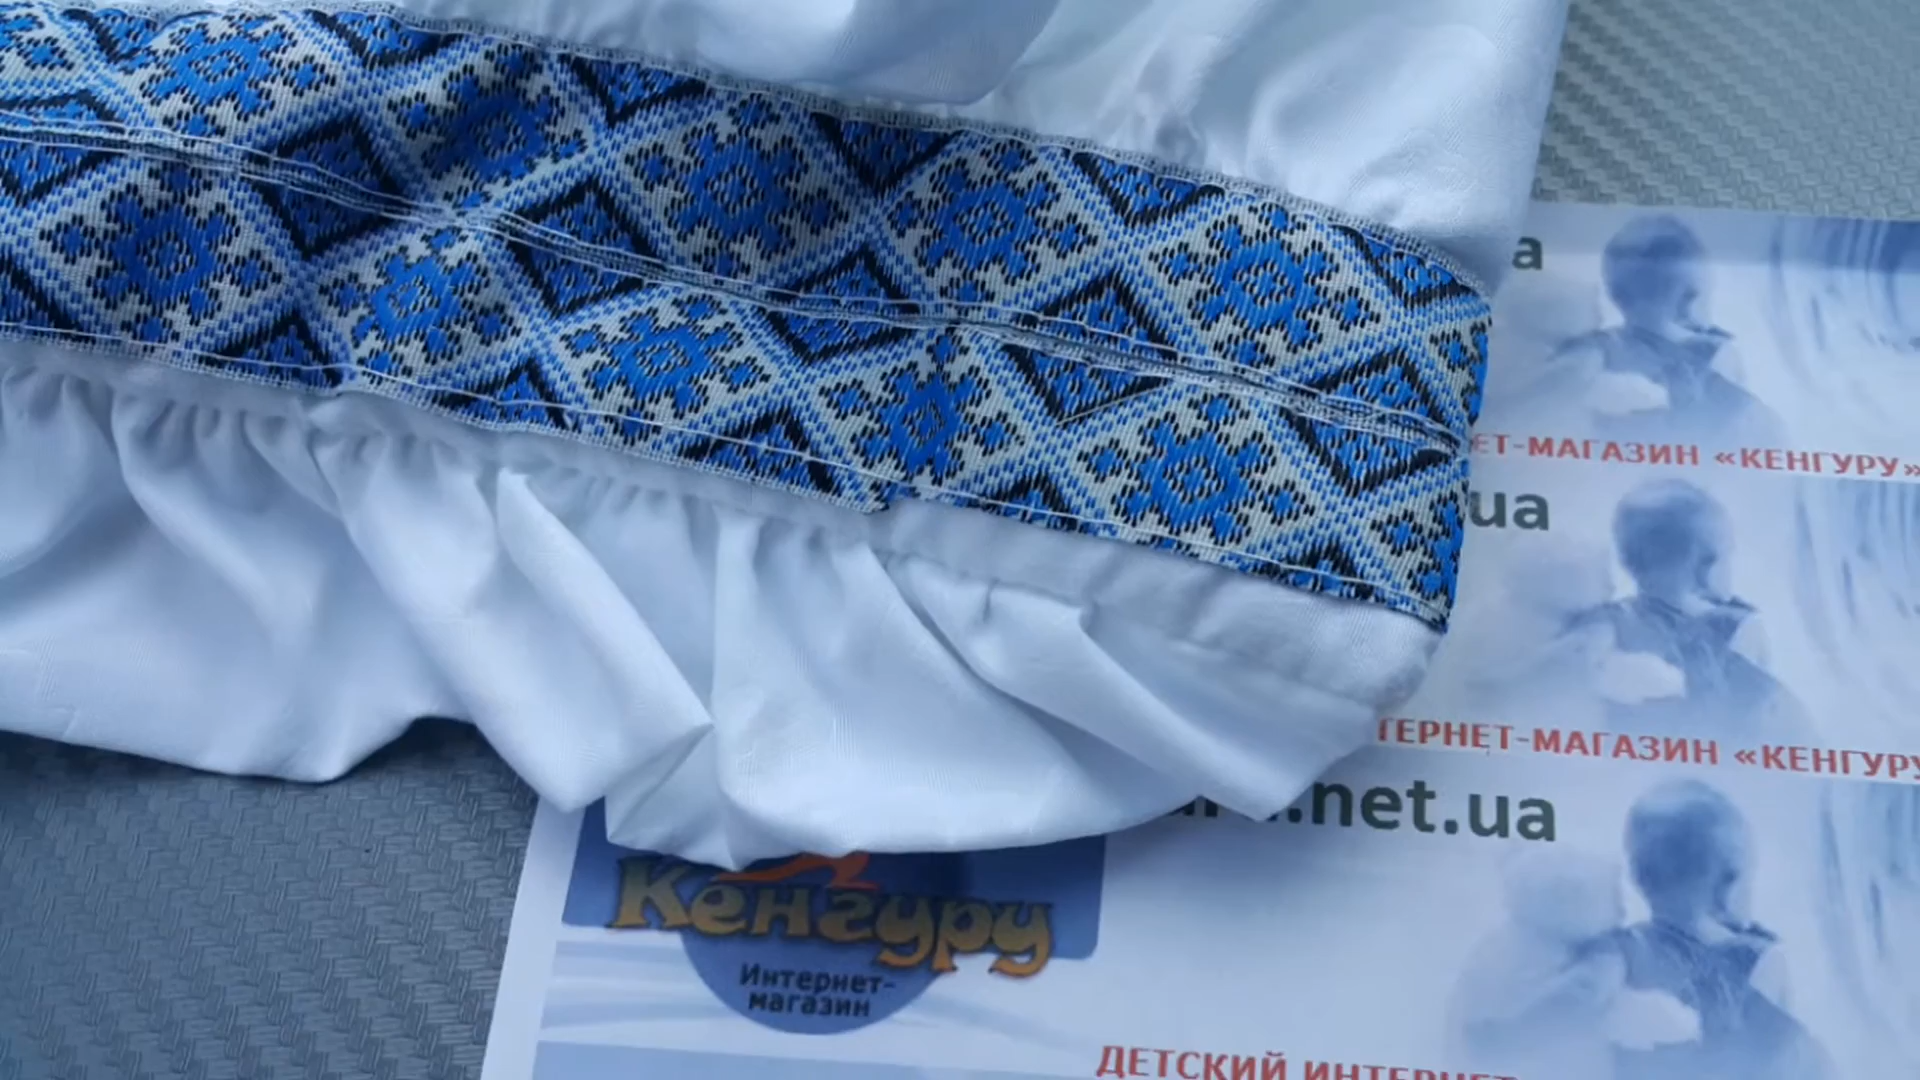 а
ЕТ-МАГАЗИН «КЕНГУРУ»
ua
ТЕРНЕТ-МАГАЗИН «КЕНГУРУ
.net.ua
Кенгуру
Интернет-
магазин
ДЕТСКИЙ ИНТЕРНЕТ